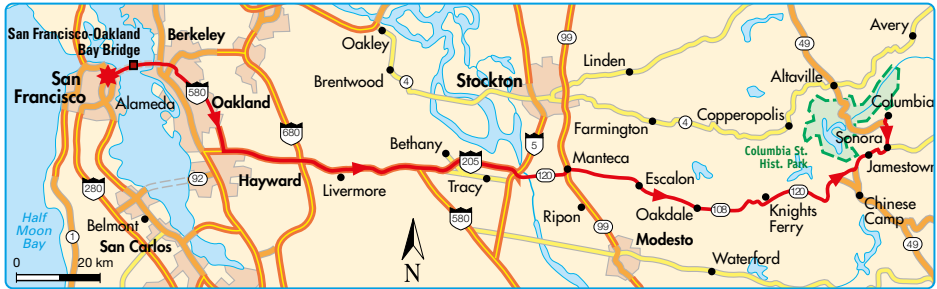 San Francisco-Oakland
Bay Bridge
Berkeley
Oakley
99
Linden
49
Avery
San
Francisco
580
Brentwood
4
Stockton
Altaville
Alameda
Oakland
680
5
Farmington
4
Copperopolis
Columbia
Bethany
205
Manteca
Columbia St.
Hist. Park
Sonora
280
92
Hayward
Livermore
Tracy
120
Escalon
Jamestown
Half
Moon
Bay
1
Belmont
San Carlos
580
Ripon
99
Oakdale
108
Knights
Ferry
120
Chinese
Camp
49
Modesto
0
20 km
N
Waterford